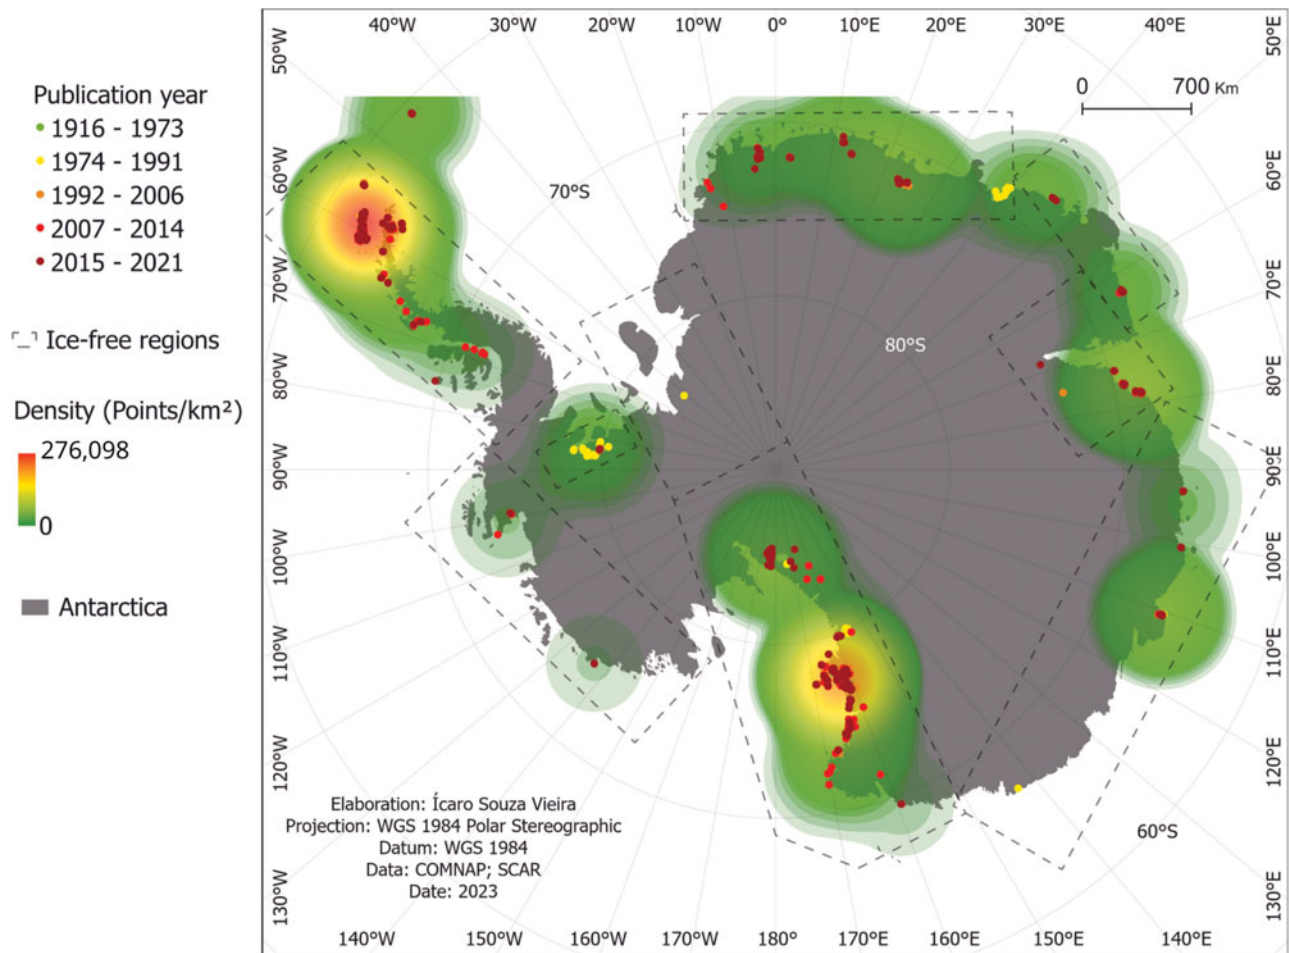 40°W
30°W
20°W
10°W
0°
10°E
20°E
30°E
40°E
50°W
50°E
Publication year
1916 - 1973
1974 - 1991
1992 - 2006
2007 - 2014
2015 - 2021
Ice-free regions
Density (Points/km²)
276,098
0
Antarctica
0 700 Km
60°W
70°S
60°E
70°W
70°E
80°S
80°W
80°E
90°W
90°E
100°W
100°E
110°W
110°E
120°W
120°E
60°S
130°W
130°E
Elaboration: Ícaro Souza Vieira
Projection: WGS 1984 Polar Stereographic
Datum: WGS 1984
Data: COMNAP; SCAR
Date: 2023
140°W
150°W
160°W
170°W
180°
170°E
160°E
150°E
140°E